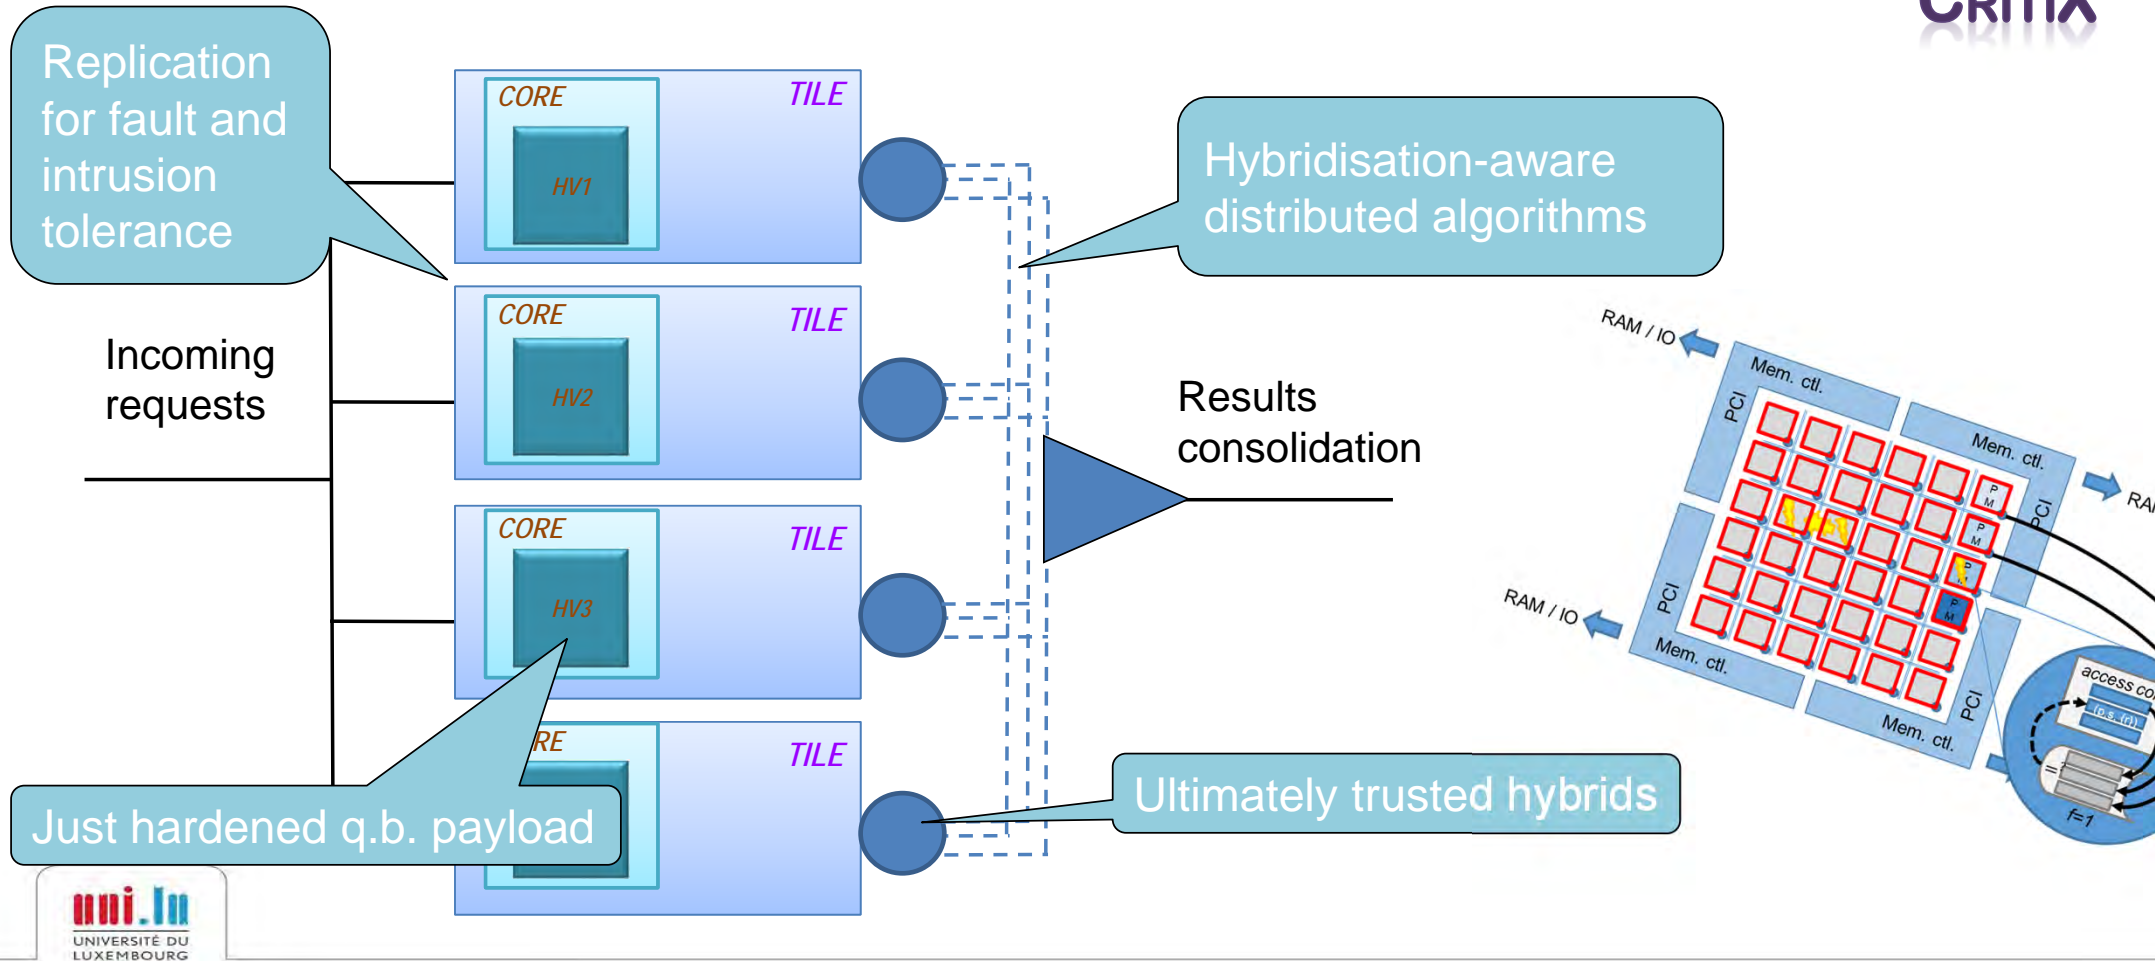 CRITIX
Replication
for fault and
intrusion
tolerance
CORE
TILE
HV1
Hybridisation-aware
distributed algorithms
CORE
TILE
HV2
Incoming
requests
Results
consolidation
CORE
TILE
HV3
RE
TILE
Just hardened q.b. payload
Ultimately trusted hybrids
RAM / IO
Mem. ctl.
PCI
Mem. ctl.
PCI
P
M
P
M
P
M
P
M
RAM / IO
PCI
Mem. ctl.
PCI
Mem. ctl.
access
(p,s,{r})
=?
f=1
uni.lu
UNIVERSITÉ DU
LUXEMBOURG